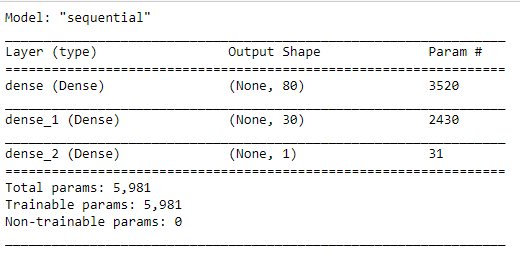 Model: "sequential"
Layer (type) Output Shape Param #
dense (Dense) (None, 80) 3520
dense_1 (Dense) (None, 30) 2430
dense_2 (Dense) (None, 1) 31
Total params: 5,981
Trainable params: 5,981
Non-trainable params: 0